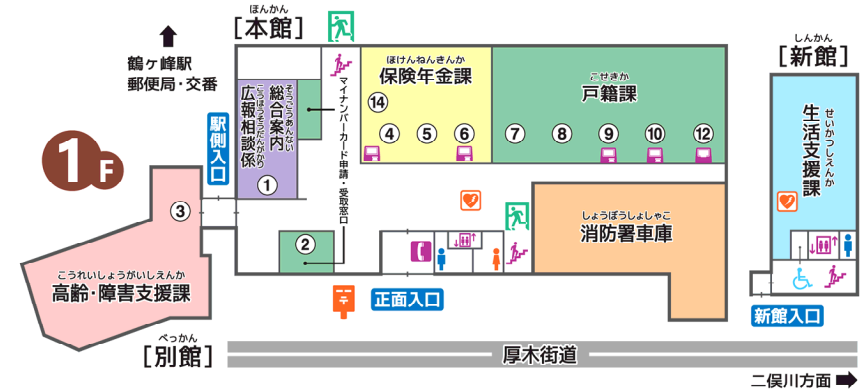 ほんかん
[本館]
しんかん
[新館]
鶴ヶ峰駅
郵便局・交番
1F
駅側入口
そうごうあんない
総合案内
こうほうそうだんがかり
広報相談係
①
マイナンバーカード申請・受取窓口
ほけんねんきんか
保険年金課
⑭
④ ⑤ ⑥
こせきか
戸籍課
⑦ ⑧ ⑨ ⑩ ⑫
せいかつしえんか
生活支援課
③
②
しょうぼうしょしゃこ
消防署車庫
こうれいしょうがいしえんか
高齢・障害支援課
正面入口
新館入口
べっかん
[別館]
厚木街道
二俣川方面